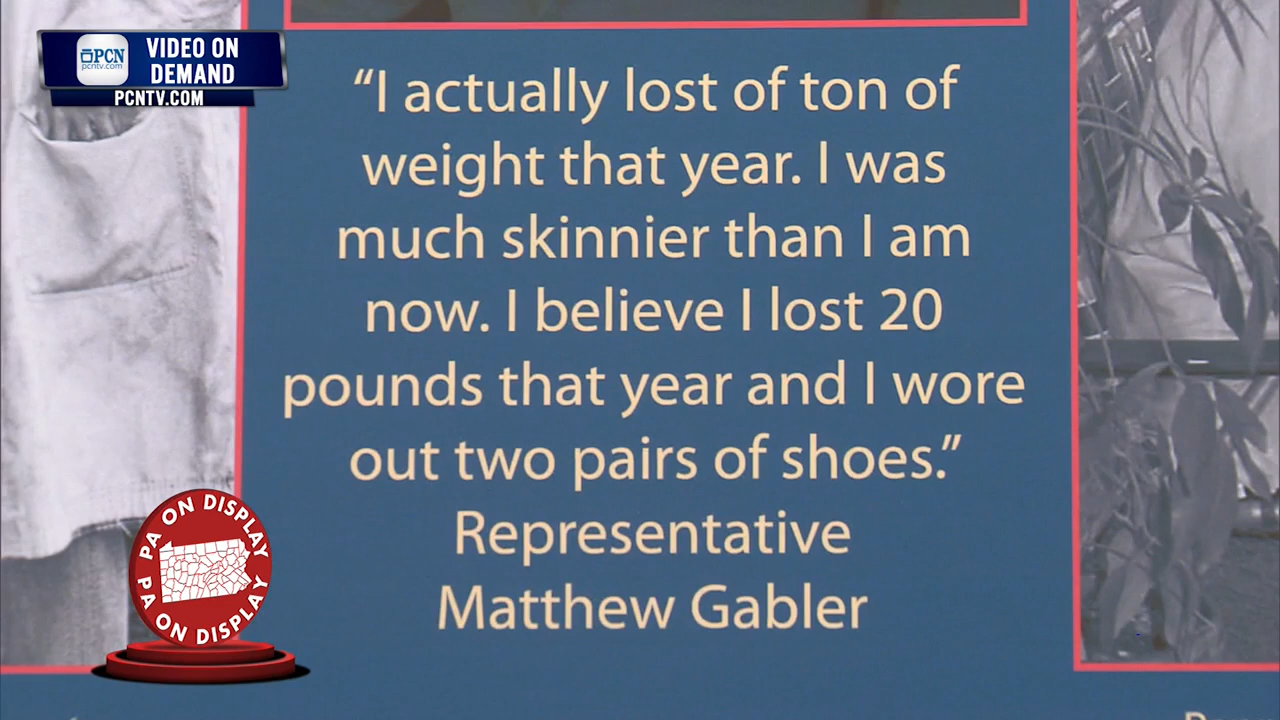 PCN
pcntv.com
VIDEO ON
DEMAND
PCNTV.COM
“I actually lost of ton of
weight that year. I was
much skinnier than I am
now. I believe I lost 20
pounds that year and I wore
out two pairs of shoes.”
Representative
Matthew Gabler
PA ON DISPLAY
PA ON DISPLAY